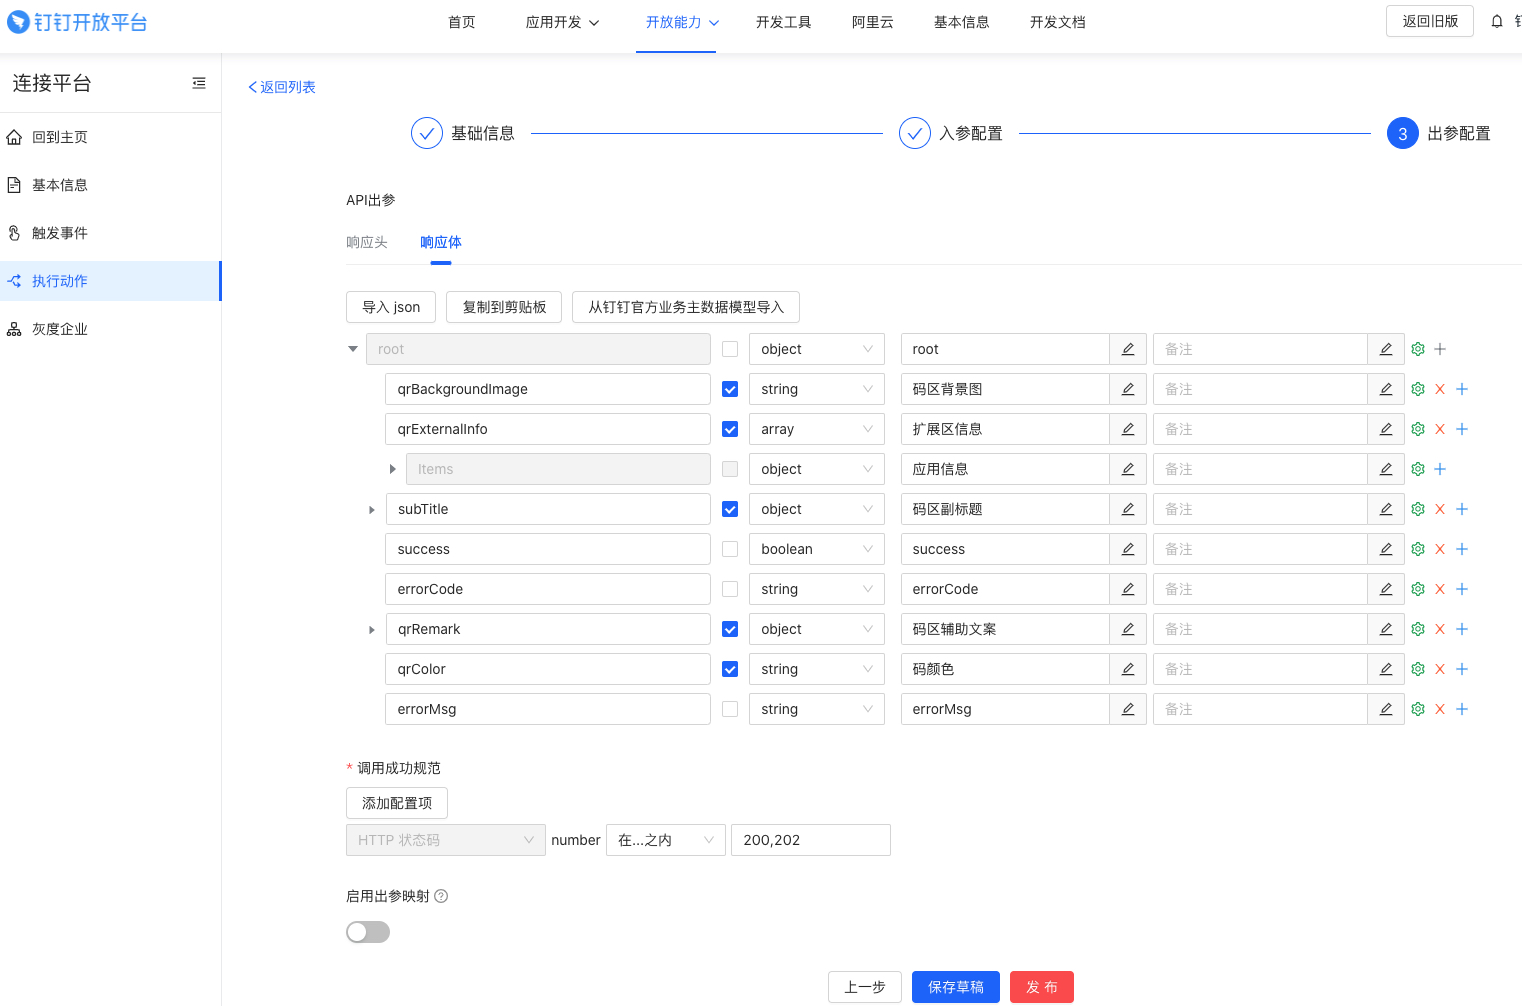 钉钉开放平台 首页 应用开发 开放能力 开发工具 阿里云 基本信息 开发文档 返回旧版
连接平台
返回列表
基础信息 入参配置 3 出参配置
回到主页
基本信息
触发事件
执行动作
灰度企业
API出参
响应头 响应体
导入 json 复制到剪贴板 从钉钉官方业务主数据模型导入
root object root 备注
qrBackgroundImage string 码区背景图 备注
qrExternalInfo array 扩展区信息 备注
Items object 应用信息 备注
subTitle object 码区副标题 备注
success boolean success 备注
errorCode string errorCode 备注
qrRemark object 码区辅助文案 备注
qrColor string 码颜色 备注
errorMsg string errorMsg 备注
* 调用成功规范
添加配置项
HTTP 状态码 number 在...之内 200,202
启用出参映射
上一步 保存草稿 发 布